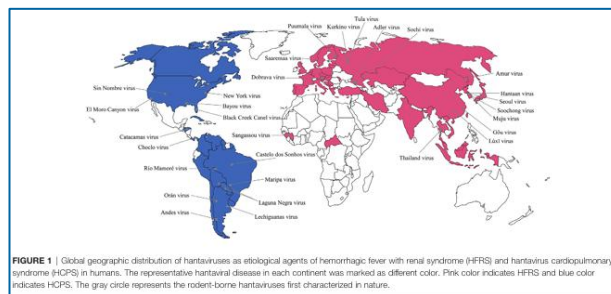 Tula virus
Puumala virus
Kurkino virus
Adler virus
Sochi virus
Saaremaa virus
Dobrava virus
Amur virus
Sin Nombre virus
New York virus
Hantaan virus
Seoul virus
El Moro Canyon virus
Bayou virus
Soochong virus
Black Creek Canel virus
Muju virus
Catacamas virus
Sangassou virus
Gōu virus
Choclo virus
Luxi virus
Castelo dos Sonhos virus
Thailand virus
Río Mamoré virus
Maripa virus
Orán virus
Laguna Negra virus
Andes virus
Lechiguanas virus
FIGURE 1 | Global geographic distribution of hantaviruses as etiological agents of hemorrhagic fever with renal syndrome (HFRS) and hantavirus cardiopulmonary
syndrome (HCPS) in humans. The representative hantaviral disease in each continent was marked as different color. Pink color indicates HFRS and blue color
indicates HCPS. The gray circle represents the rodent-borne hantaviruses first characterized in nature.